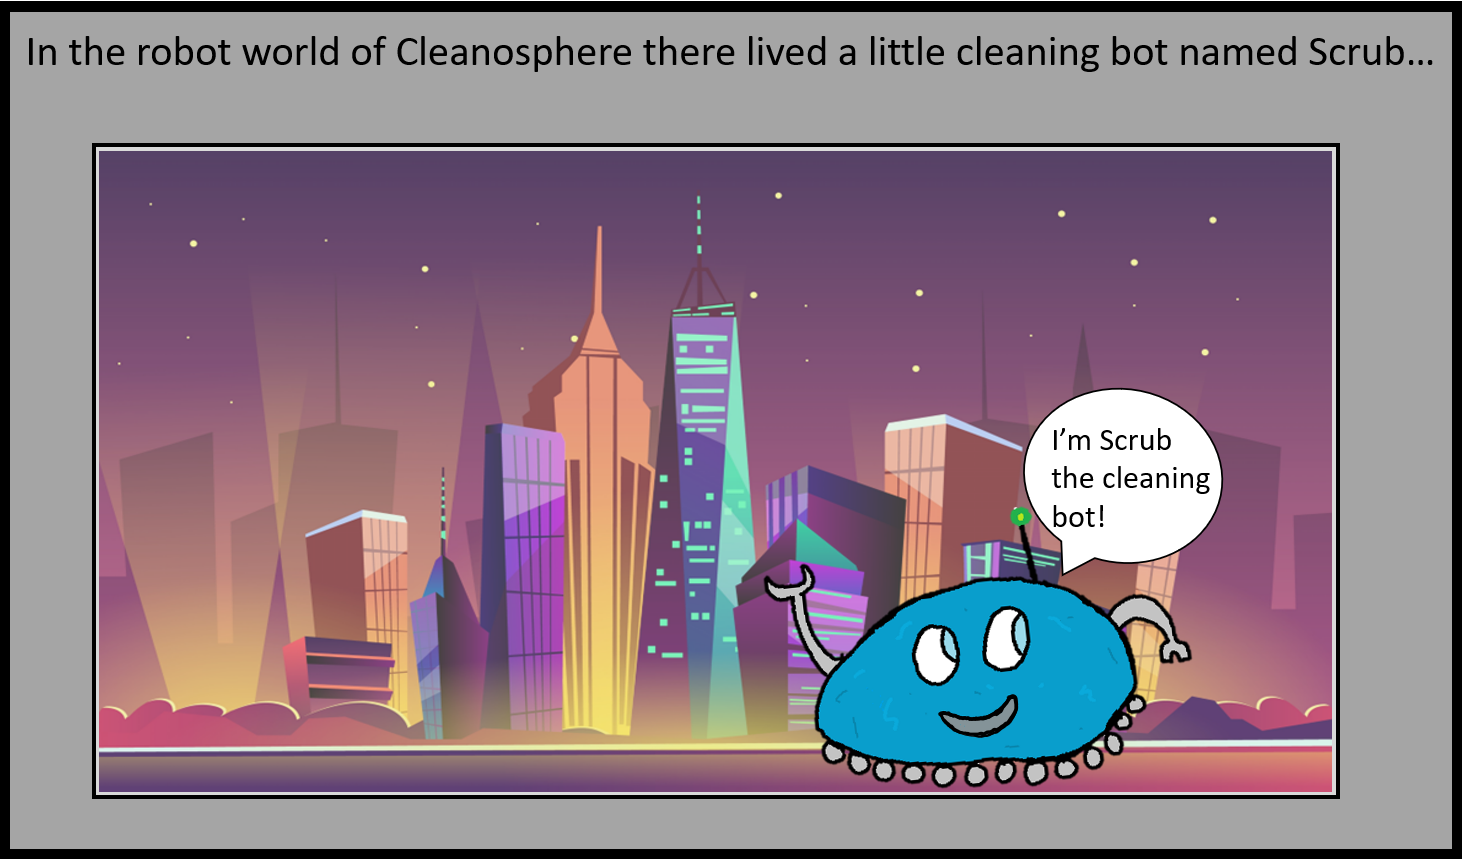 In the robot world of Cleanosphere there lived a little cleaning bot named Scrub…
I’m Scrub
the cleaning
bot!